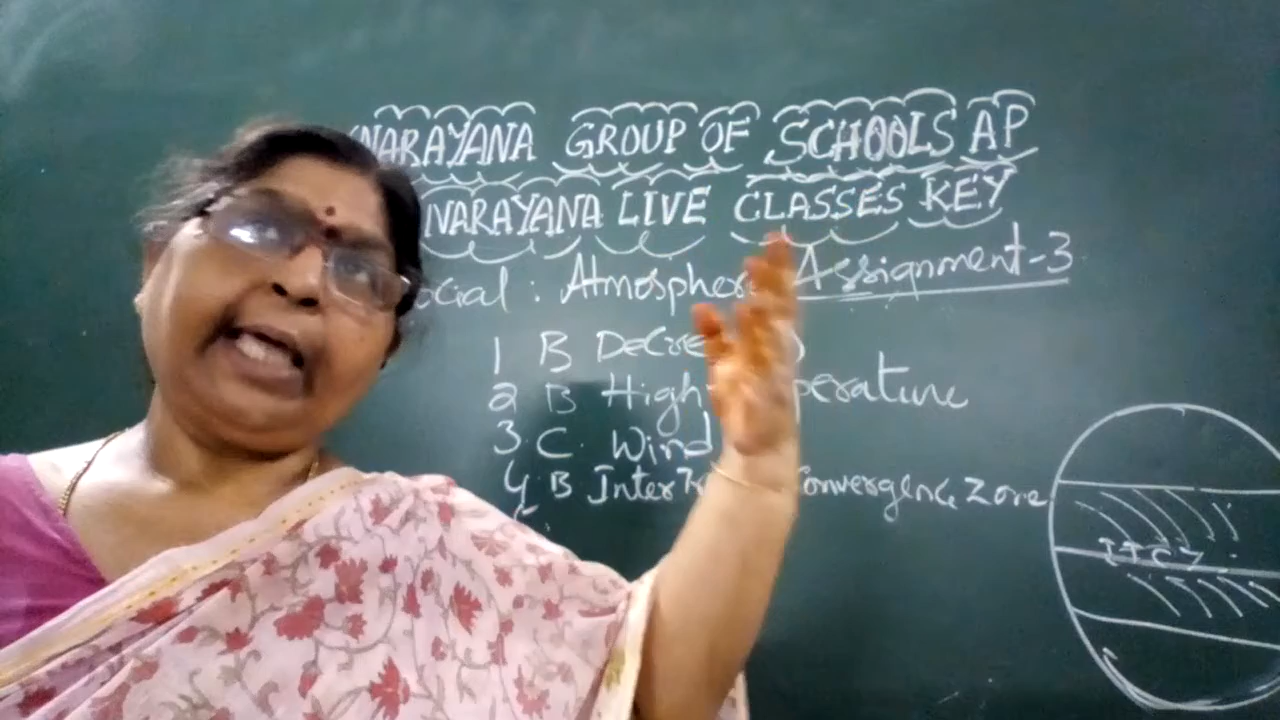 NARAYANA GROUP OF SCHOOLS AP
NARAYANA LIVE CLASSES KEY
: Atmosphere Assignment-3
1 B
2 B High
3 C. Wind
4 B Convergence Zone
ITCZ